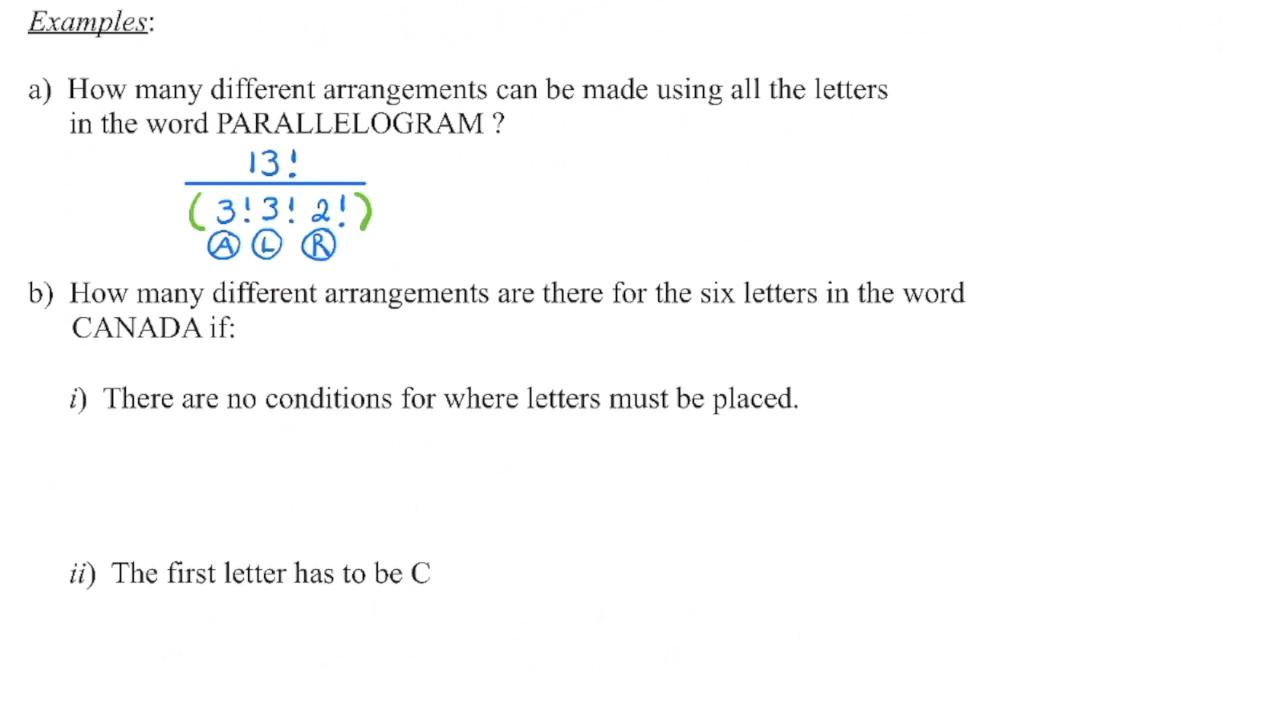 Examples:
a) How many different arrangements can be made using all the letters
in the word PARALLELOGRAM ?
13!
(3!3! 2!)
A L R
b) How many different arrangements are there for the six letters in the word
CANADA if:
i) There are no conditions for where letters must be placed.
ii) The first letter has to be C